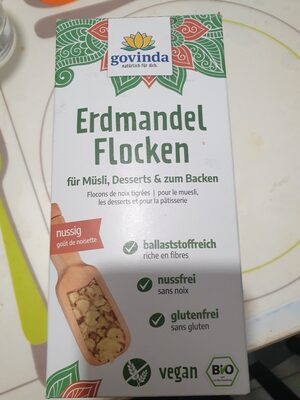 govinda
natürlich für dich.
Erdmandel
Flocken
für Müsli, Desserts & zum Backen
Flocons de noix tigrées | pour le muesli,
les desserts et pour la pâtisserie
nussig
goût de noisette
ballaststoffreich
riche en fibres
nussfrei
sans noix
glutenfrei
sans gluten
vegan
BIO